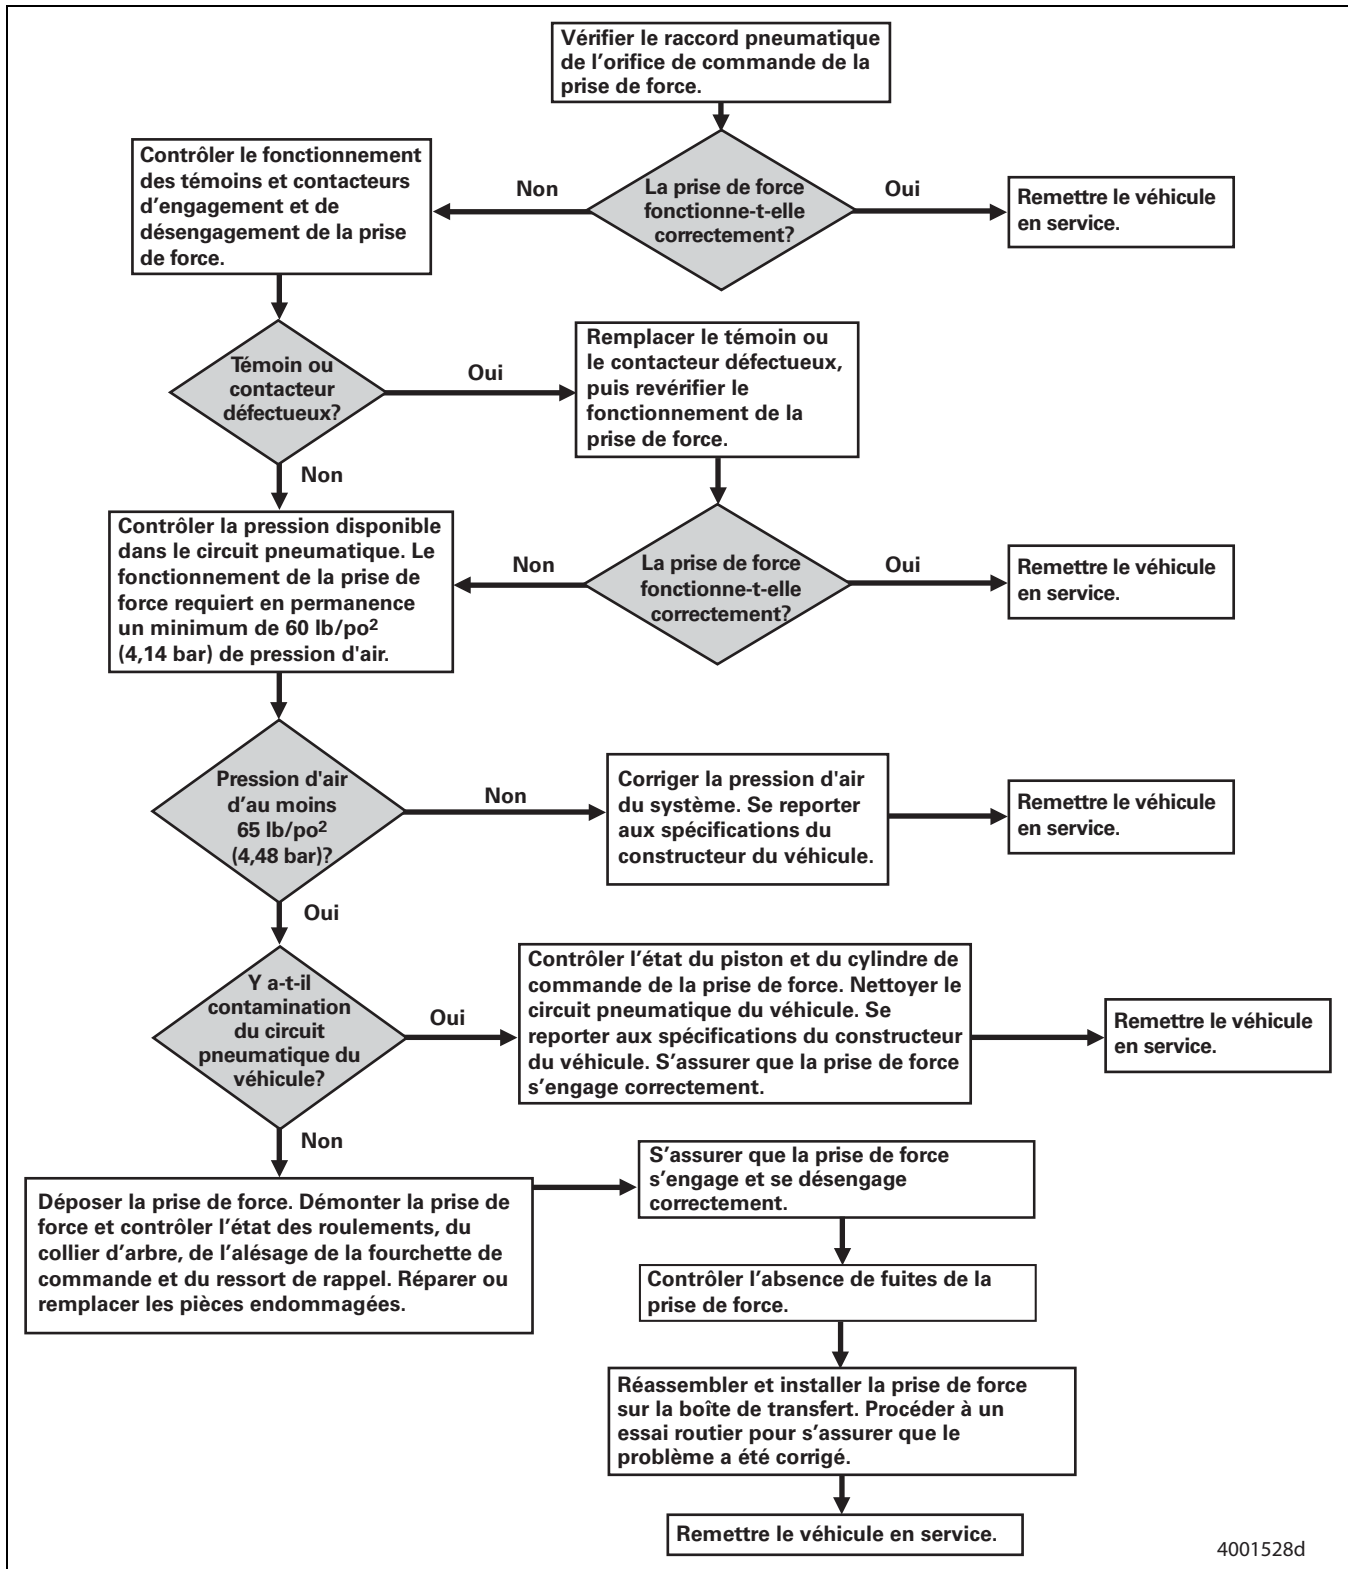 Vérifier le raccord pneumatique
de l’orifice de commande de la
prise de force.
La prise de force
fonctionne-t-elle
correctement?
Non
Oui
Contrôler le fonctionnement
des témoins et contacteurs
d’engagement et de
désengagement de la prise
de force.
Remettre le véhicule
en service.
Témoin ou
contacteur
défectueux?
Oui
Non
Remplacer le témoin ou
le contacteur défectueux,
puis revérifier le
fonctionnement de la
prise de force.
Contrôler la pression disponible
dans le circuit pneumatique. Le
fonctionnement de la prise de
force requiert en permanence
un minimum de 60 lb/po²
(4,14 bar) de pression d'air.
Non
La prise de force
fonctionne-t-elle
correctement?
Oui
Remettre le véhicule
en service.
Pression d'air
d’au moins
65 lb/po²
(4,48 bar)?
Non
Oui
Corriger la pression d'air
du système. Se reporter
aux spécifications du
constructeur du véhicule.
Remettre le véhicule
en service.
Y a-t-il
contamination
du circuit
pneumatique du
véhicule?
Oui
Non
Contrôler l’état du piston et du cylindre de
commande de la prise de force. Nettoyer le
circuit pneumatique du véhicule. Se
reporter aux spécifications du constructeur
du véhicule. S’assurer que la prise de force
s’engage correctement.
Remettre le véhicule
en service.
Déposer la prise de force. Démonter la prise de
force et contrôler l’état des roulements, du
collier d’arbre, de l’alésage de la fourchette de
commande et du ressort de rappel. Réparer ou
remplacer les pièces endommagées.
S’assurer que la prise de force
s’engage et se désengage
correctement.
Contrôler l’absence de fuites de la
prise de force.
Réassembler et installer la prise de force
sur la boîte de transfert. Procéder à un
essai routier pour s’assurer que le
problème a été corrigé.
Remettre le véhicule en service.
4001528d